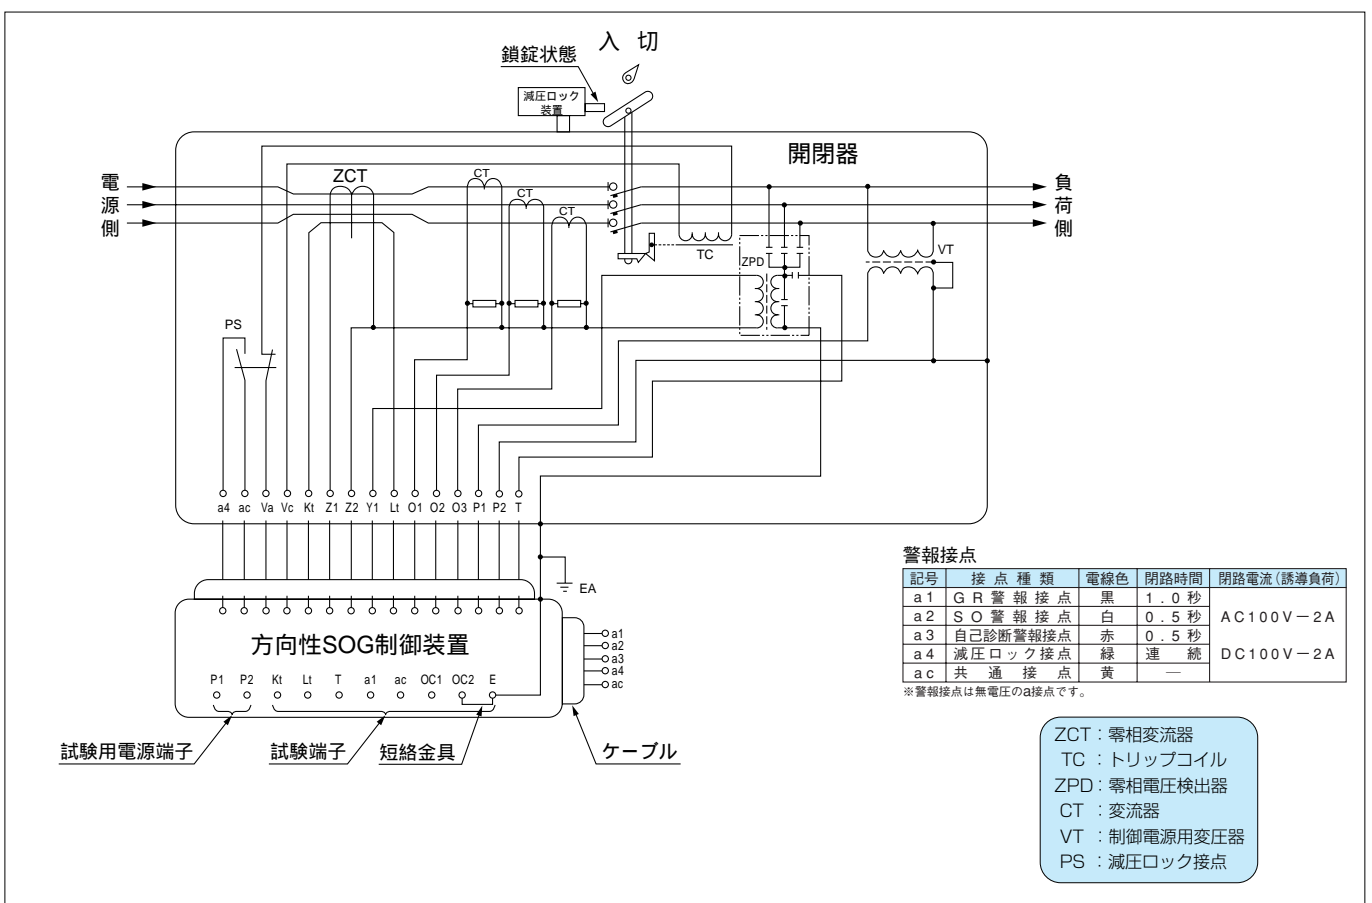 入 切
鎖錠状態
減圧ロック
装置
開閉器
電源側
ZCT
CT
CT
CT
負荷側
TC
ZPD
VT
PS
a4 ac Va Vc Kt Z1 Z2 Y1 Lt O1 O2 O3 P1 P2 T
EA
方向性SOG制御装置
P1 P2 Kt Lt T a1 ac OC1 OC2 E
a1
a2
a3
a4
ac
試験用電源端子
試験端子
短絡金具
ケーブル
警報接点
記号 接点種類 電線色 閉路時間 閉路電流(誘導負荷)
a1 GR警報接点 黒 1.0秒
a2 SO警報接点 白 0.5秒 AC100V−2A
a3 自己診断警報接点 赤 0.5秒
a4 減圧ロック接点 緑 連続 DC100V−2A
ac 共通接点 黄 ―
※警報接点は無電圧のa接点です。
ZCT:零相変流器
TC:トリップコイル
ZPD:零相電圧検出器
CT:変流器
VT:制御電源用変圧器
PS:減圧ロック接点